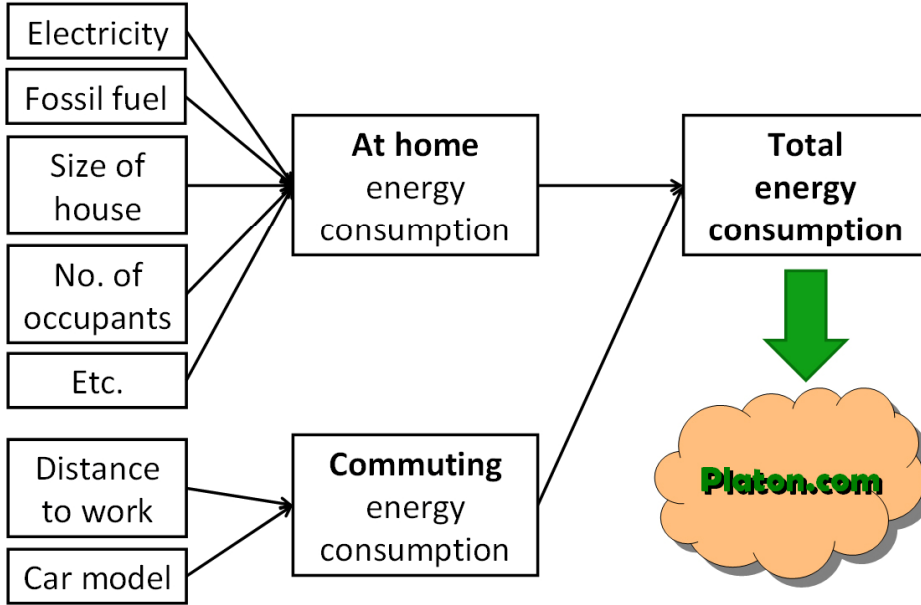 Electricity
Fossil fuel
Size of
house
No. of
occupants
Etc.
Distance
to work
Car model
At home
energy
consumption
Commuting
energy
consumption
Total
energy
consumption
Platon.com